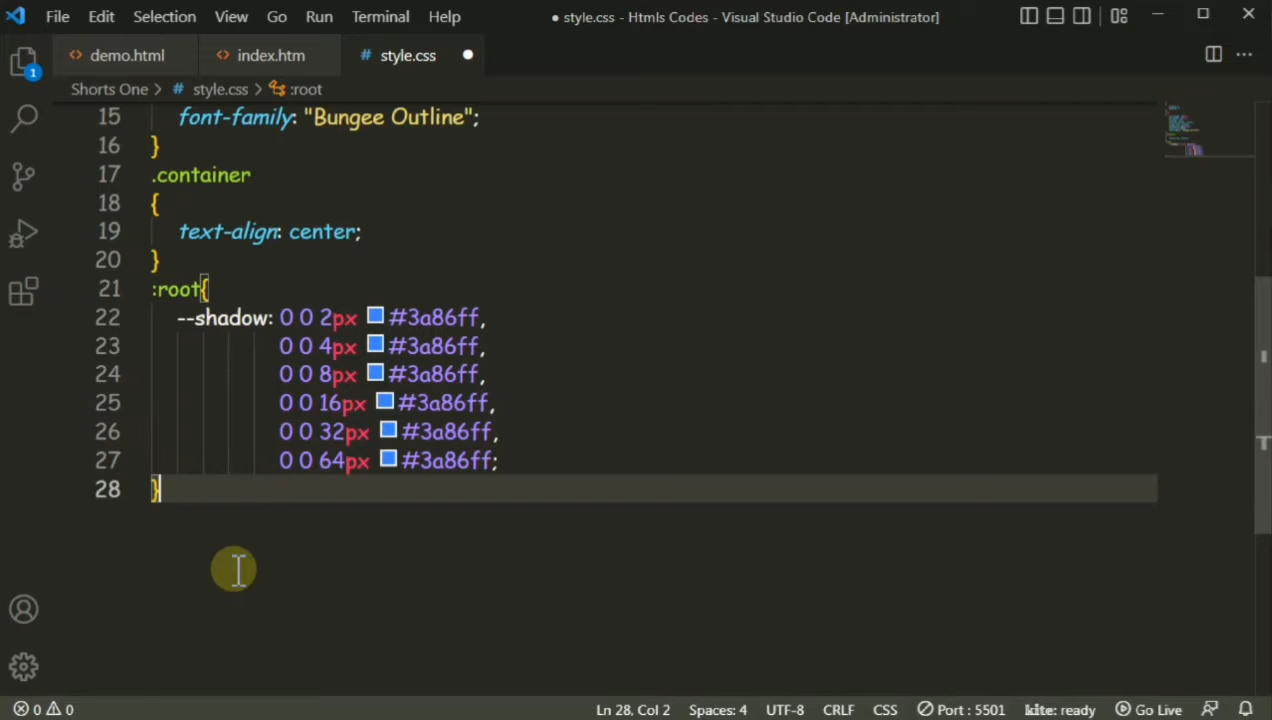 File Edit Selection View Go Run Terminal Help ● style.css - Htmls Codes - Visual Studio Code [Administrator]
1
<> demo.html <> index.htm # style.css ●
Shorts One > # style.css > :root
15 font-family: "Bungee Outline";
16 }
17 .container
18 {
19 text-align: center;
20 }
21 :root{
22 --shadow: 0 0 2px #3a86ff,
23 0 0 4px #3a86ff,
24 0 0 8px #3a86ff,
25 0 0 16px #3a86ff,
26 0 0 32px #3a86ff,
27 0 0 64px #3a86ff;
28 }
0 0 Ln 28, Col 2 Spaces: 4 UTF-8 CRLF CSS Port : 5501 kite: ready Go Live